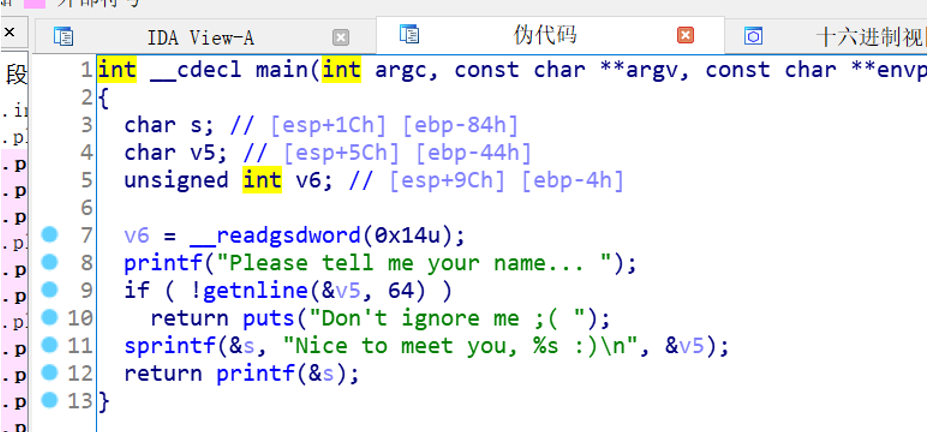 外部符号
IDA View-A
伪代码
十六进制视
段
1 int __cdecl main(int argc, const char **argv, const char **envp
2 {
3   char s; // [esp+1Ch] [ebp-84h]
4   char v5; // [esp+5Ch] [ebp-44h]
5   unsigned int v6; // [esp+9Ch] [ebp-4h]
6
7   v6 = __readgsdword(0x14u);
8   printf("Please tell me your name... ");
9   if ( !getnline(&v5, 64) )
10     return puts("Don't ignore me ;( ");
11   sprintf(&s, "Nice to meet you, %s :)\n", &v5);
12   return printf(&s);
13 }